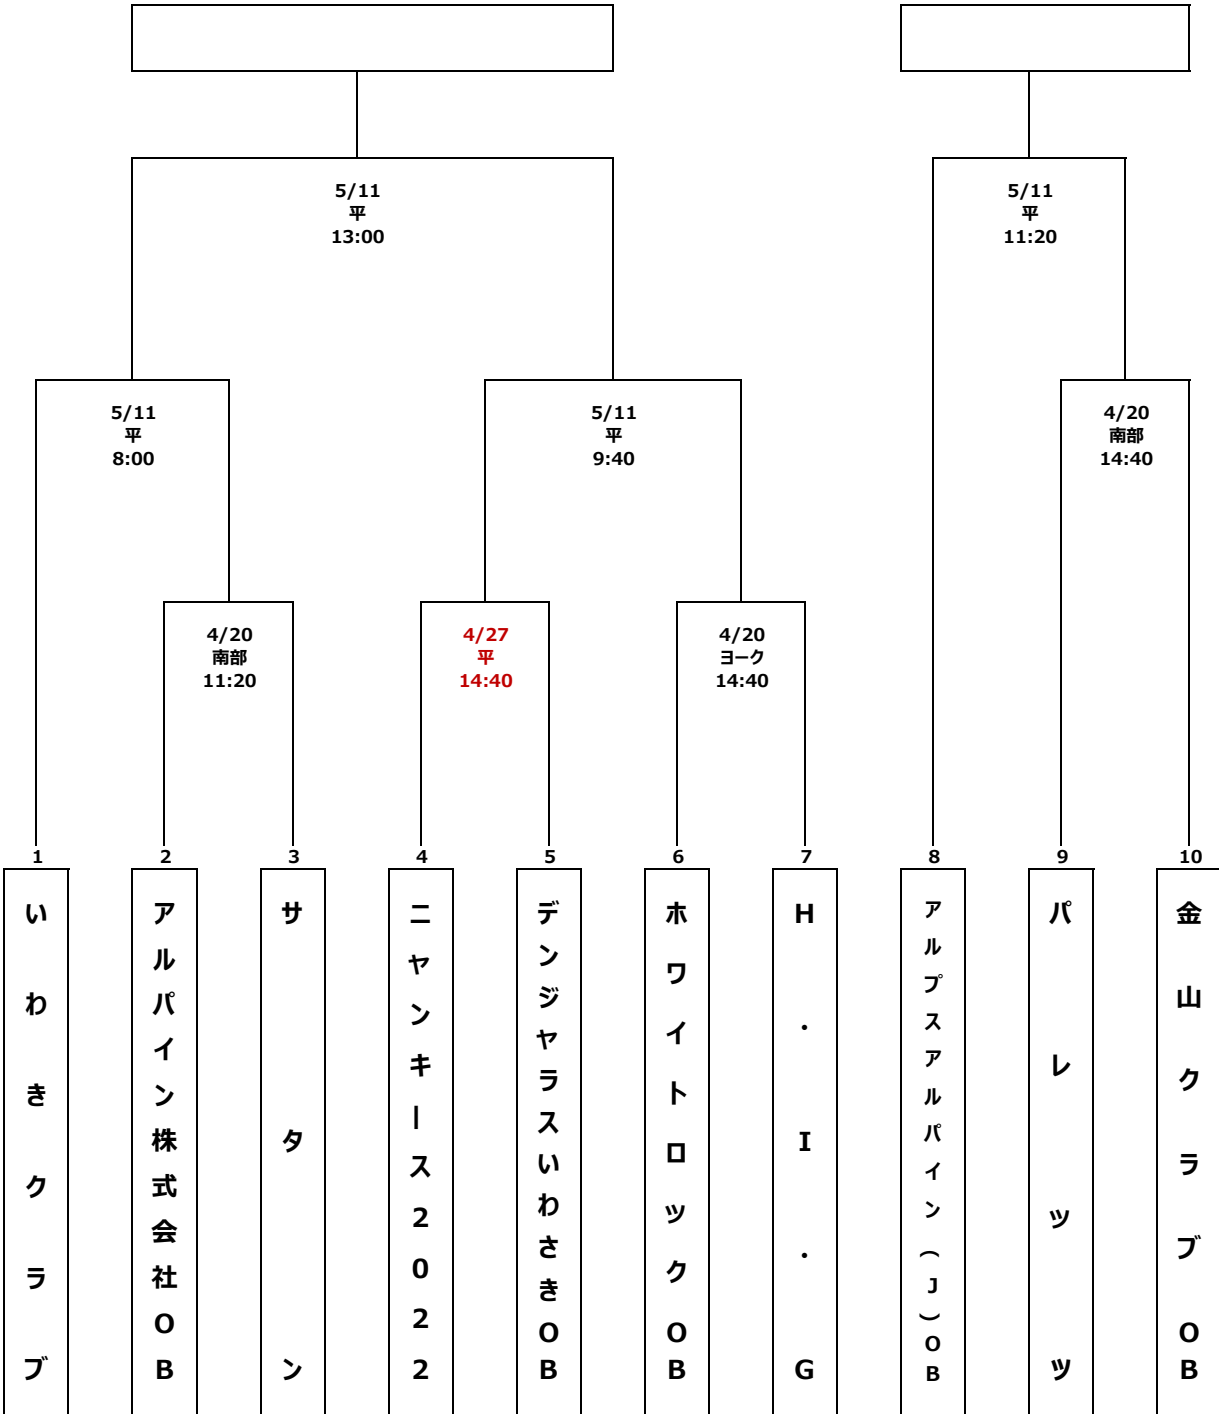 5/11
平
13:00
5/11
平
11:20
5/11
平
8:00
5/11
平
9:40
4/20
南部
14:40
4/20
南部
11:20
4/27
平
14:40
4/20
ヨーク
14:40
1
2
3
4
5
6
7
8
9
10
いわきクラブ
アルパイン株式会社OB
サタン
ニヤンキース2022
デンジヤラスいわさきOB
ホワイトロックOB
H.I.G
アルプスアルパイン(J)OB
パレッツ
金山クラブOB